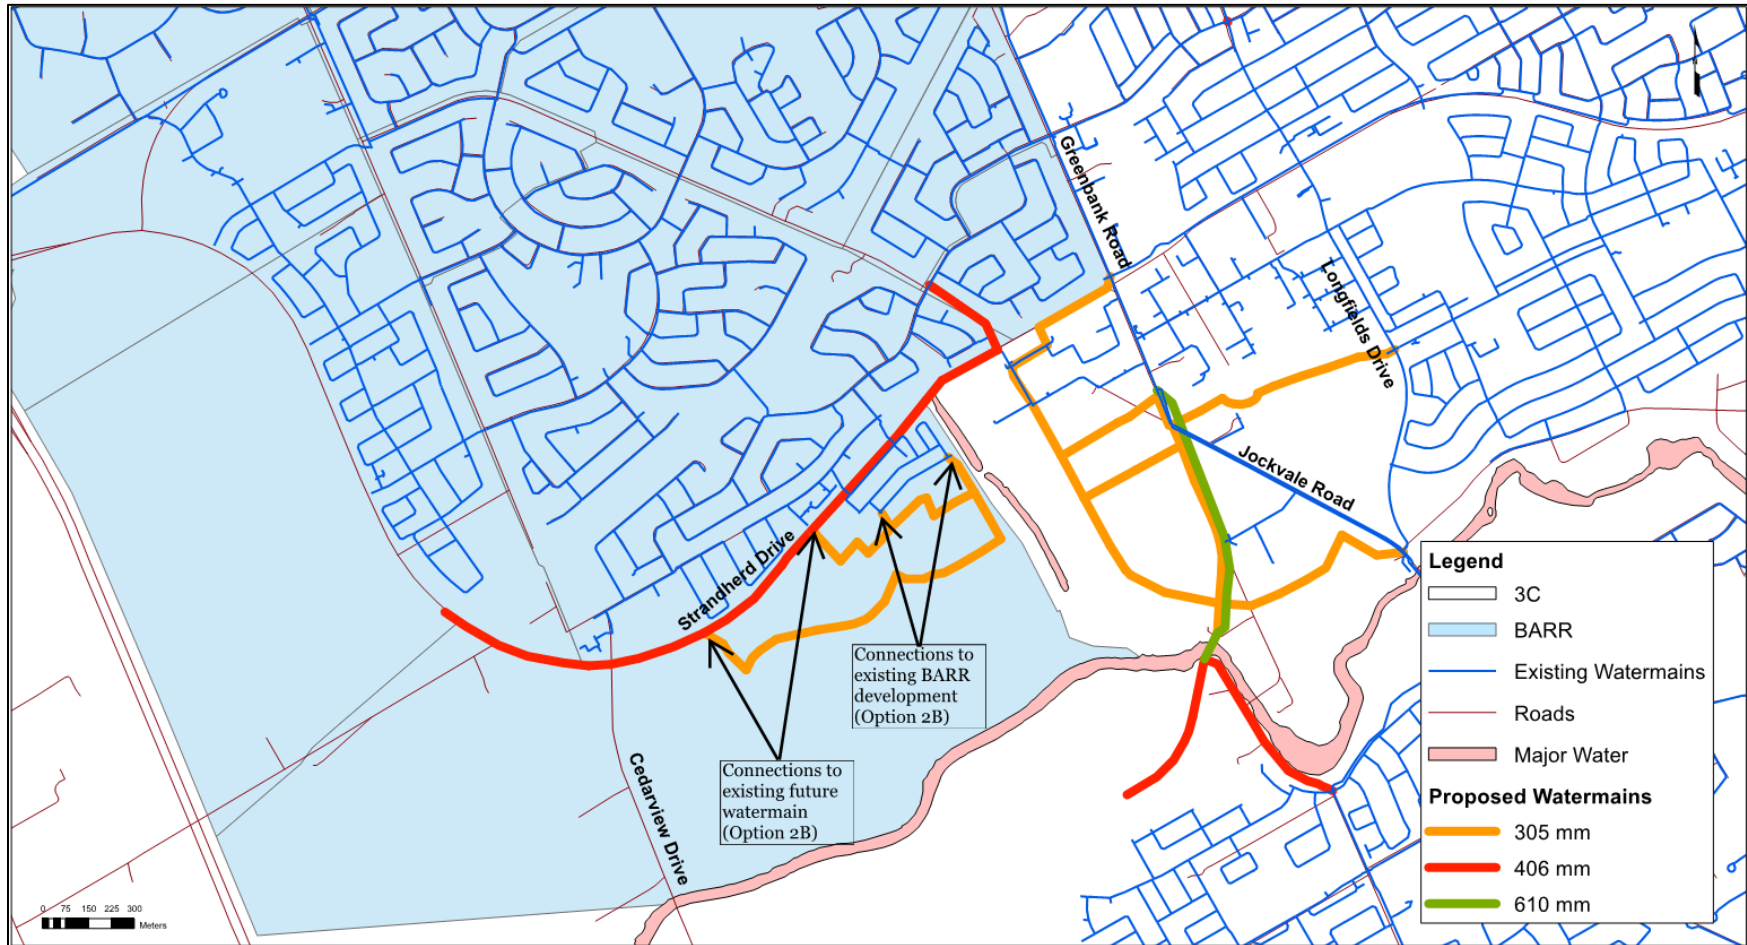 Greenbank Road
Longfields Drive
Jockvale Road
Strandherd Drive
Cedarview Drive
Connections to
existing BARR
development
(Option 2B)
Connections to
existing future
watermain
(Option 2B)
Legend
3C
BARR
Existing Watermains
Roads
Major Water
Proposed Watermains
305 mm
406 mm
610 mm
0 75 150 225 300
Meters